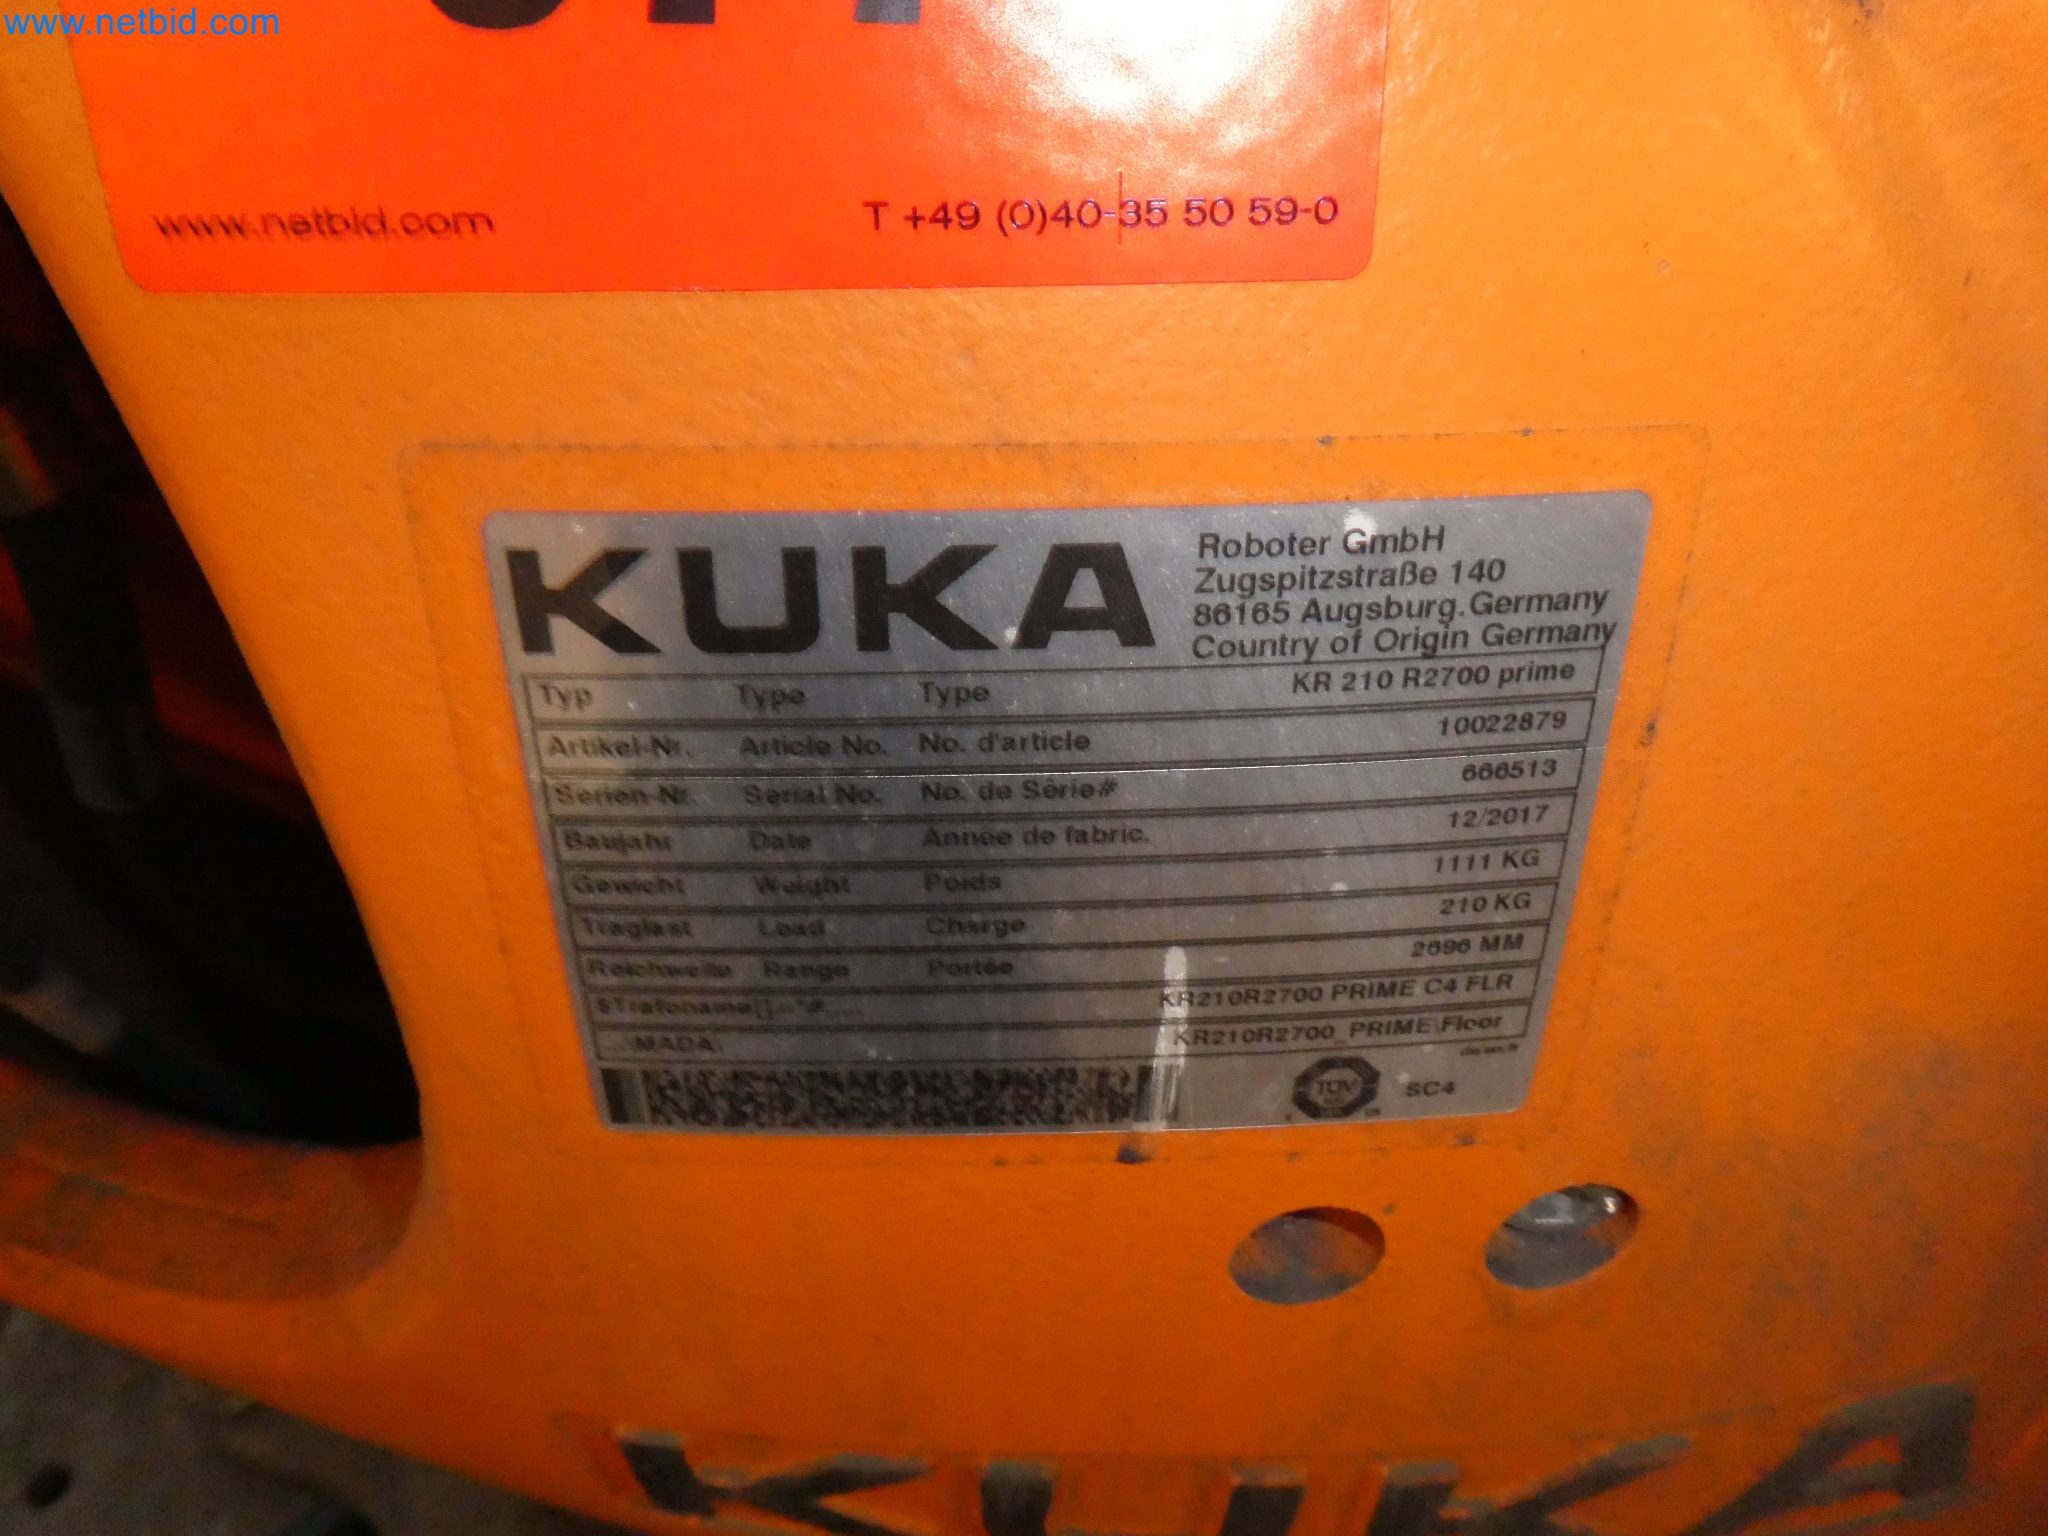 www.netbid.com
www.netbid.com T +49 (0)40-35 50 59-0
KUKA
Roboter GmbH
Zugspitzstraße 140
86165 Augsburg. Germany
Country of Origin Germany
Typ Type Type KR 210 R2700 prime
Artikel-Nr. Article No. No. d'article 10022879
Serien-Nr. Serial No. No. de Série# 666513
Baujahr Date Année de fabric. 12/2017
Gewicht Weight Poids 1111 KG
Traglast Load Charge 210 KG
Reichweite Range Portée 2696 MM
$Trafoname[]="#.... KR210R2700 PRIME C4 FLR
...\MADA\ KR210R2700_PRIME\Floor
TÜV SC4
KUKA